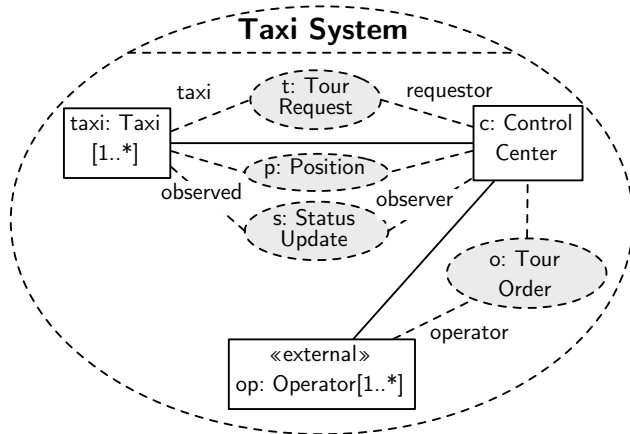 Taxi System
taxi
t: Tour
Request
requestor
taxi: Taxi
[1..*]
c: Control
Center
p: Position
observed
observer
s: Status
Update
o: Tour
Order
operator
«external»
op: Operator[1..*]